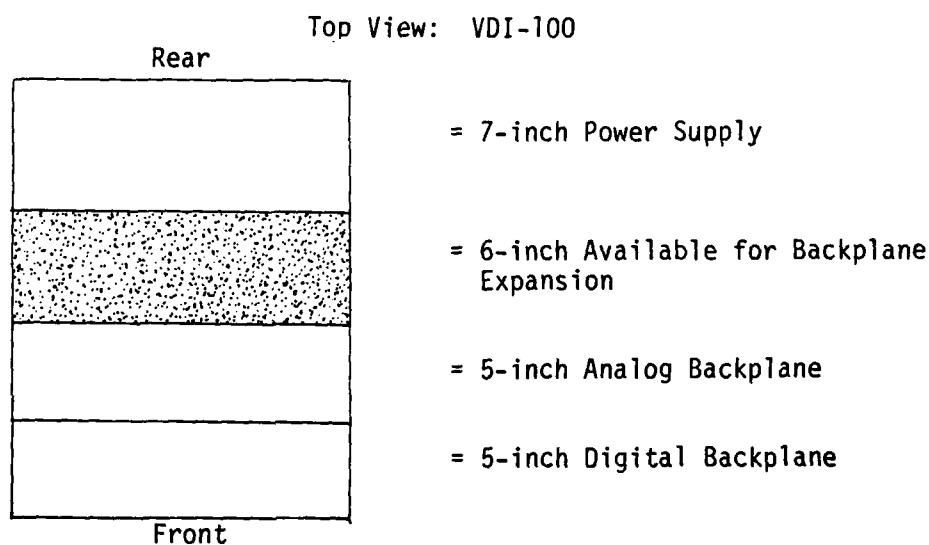 Top View: VDI-100
Rear
= 7-inch Power Supply
= 6-inch Available for Backplane
Expansion
= 5-inch Analog Backplane
= 5-inch Digital Backplane
Front